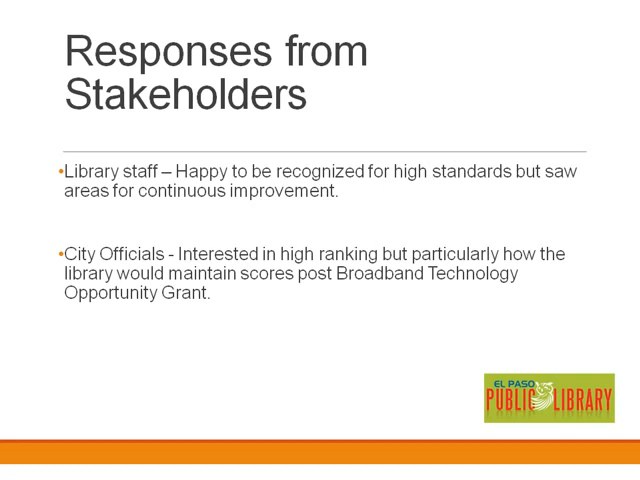 Responses from
Stakeholders
•Library staff – Happy to be recognized for high standards but saw
areas for continuous improvement.
•City Officials - Interested in high ranking but particularly how the
library would maintain scores post Broadband Technology
Opportunity Grant.
EL PASO
PUBLIC LIBRARY